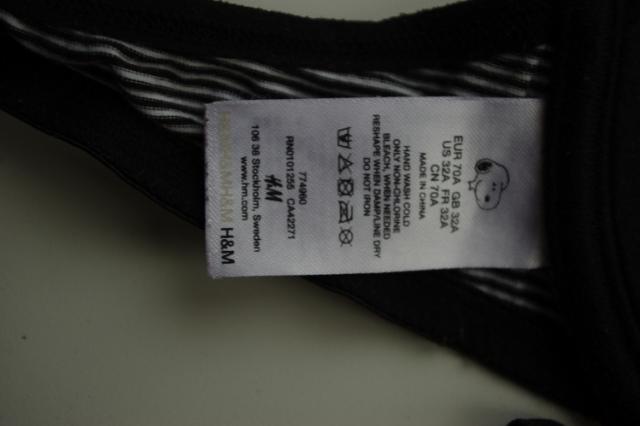 EUR 70A GB 32A
US 32A FR 32A
CN 70A
MADE IN CHINA
HAND WASH COLD
ONLY NON-CHLORINE
BLEACH, WHEN NEEDED
RESHAPE WHEN DAMP/LINE DRY
DO NOT IRON
774960
RN0101255 CA42271
H&M
106 38 Stockholm, Sweden
www.hm.com
H&M H&M H&M H&M